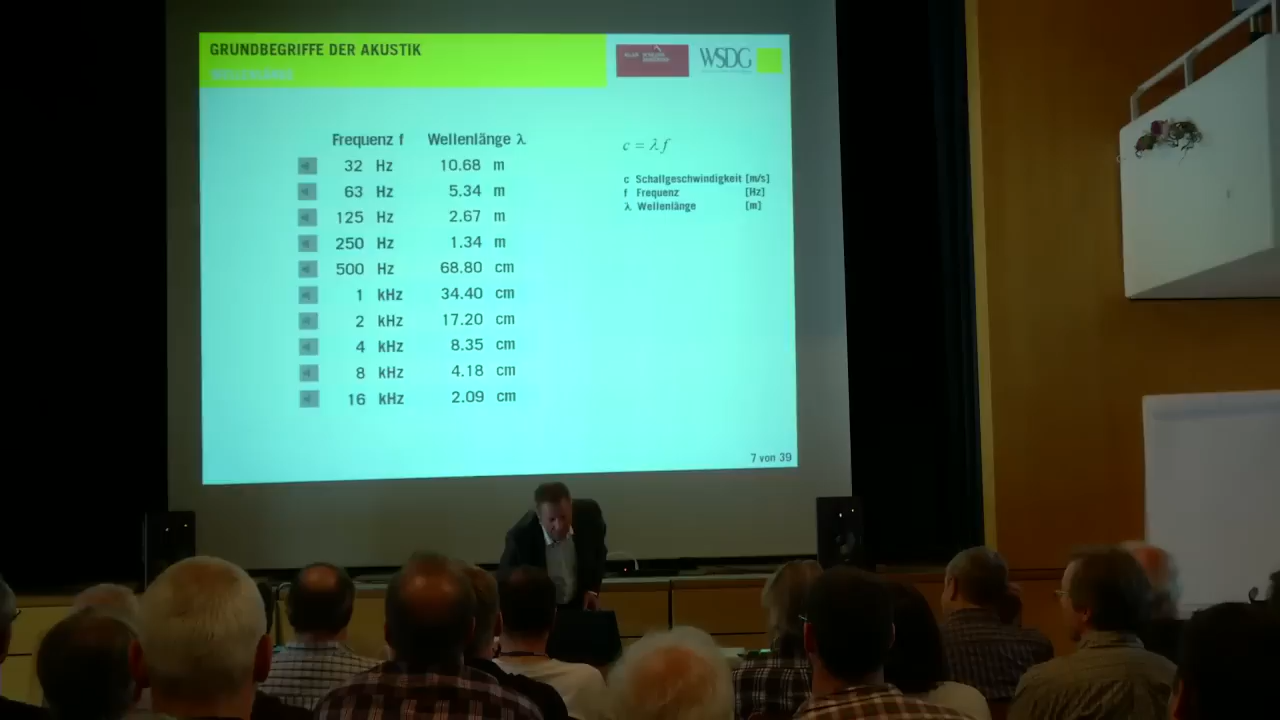 GRUNDBEGRIFFE DER AKUSTIK
WELLENLÄNGE
WSDG
Frequenz f Wellenlänge λ
32 Hz 10.68 m
63 Hz 5.34 m
125 Hz 2.67 m
250 Hz 1.34 m
500 Hz 68.80 cm
1 kHz 34.40 cm
2 kHz 17.20 cm
4 kHz 8.35 cm
8 kHz 4.18 cm
16 kHz 2.09 cm
c = λ f
c Schallgeschwindigkeit [m/s]
f Frequenz [Hz]
λ Wellenlänge [m]
7 von 39